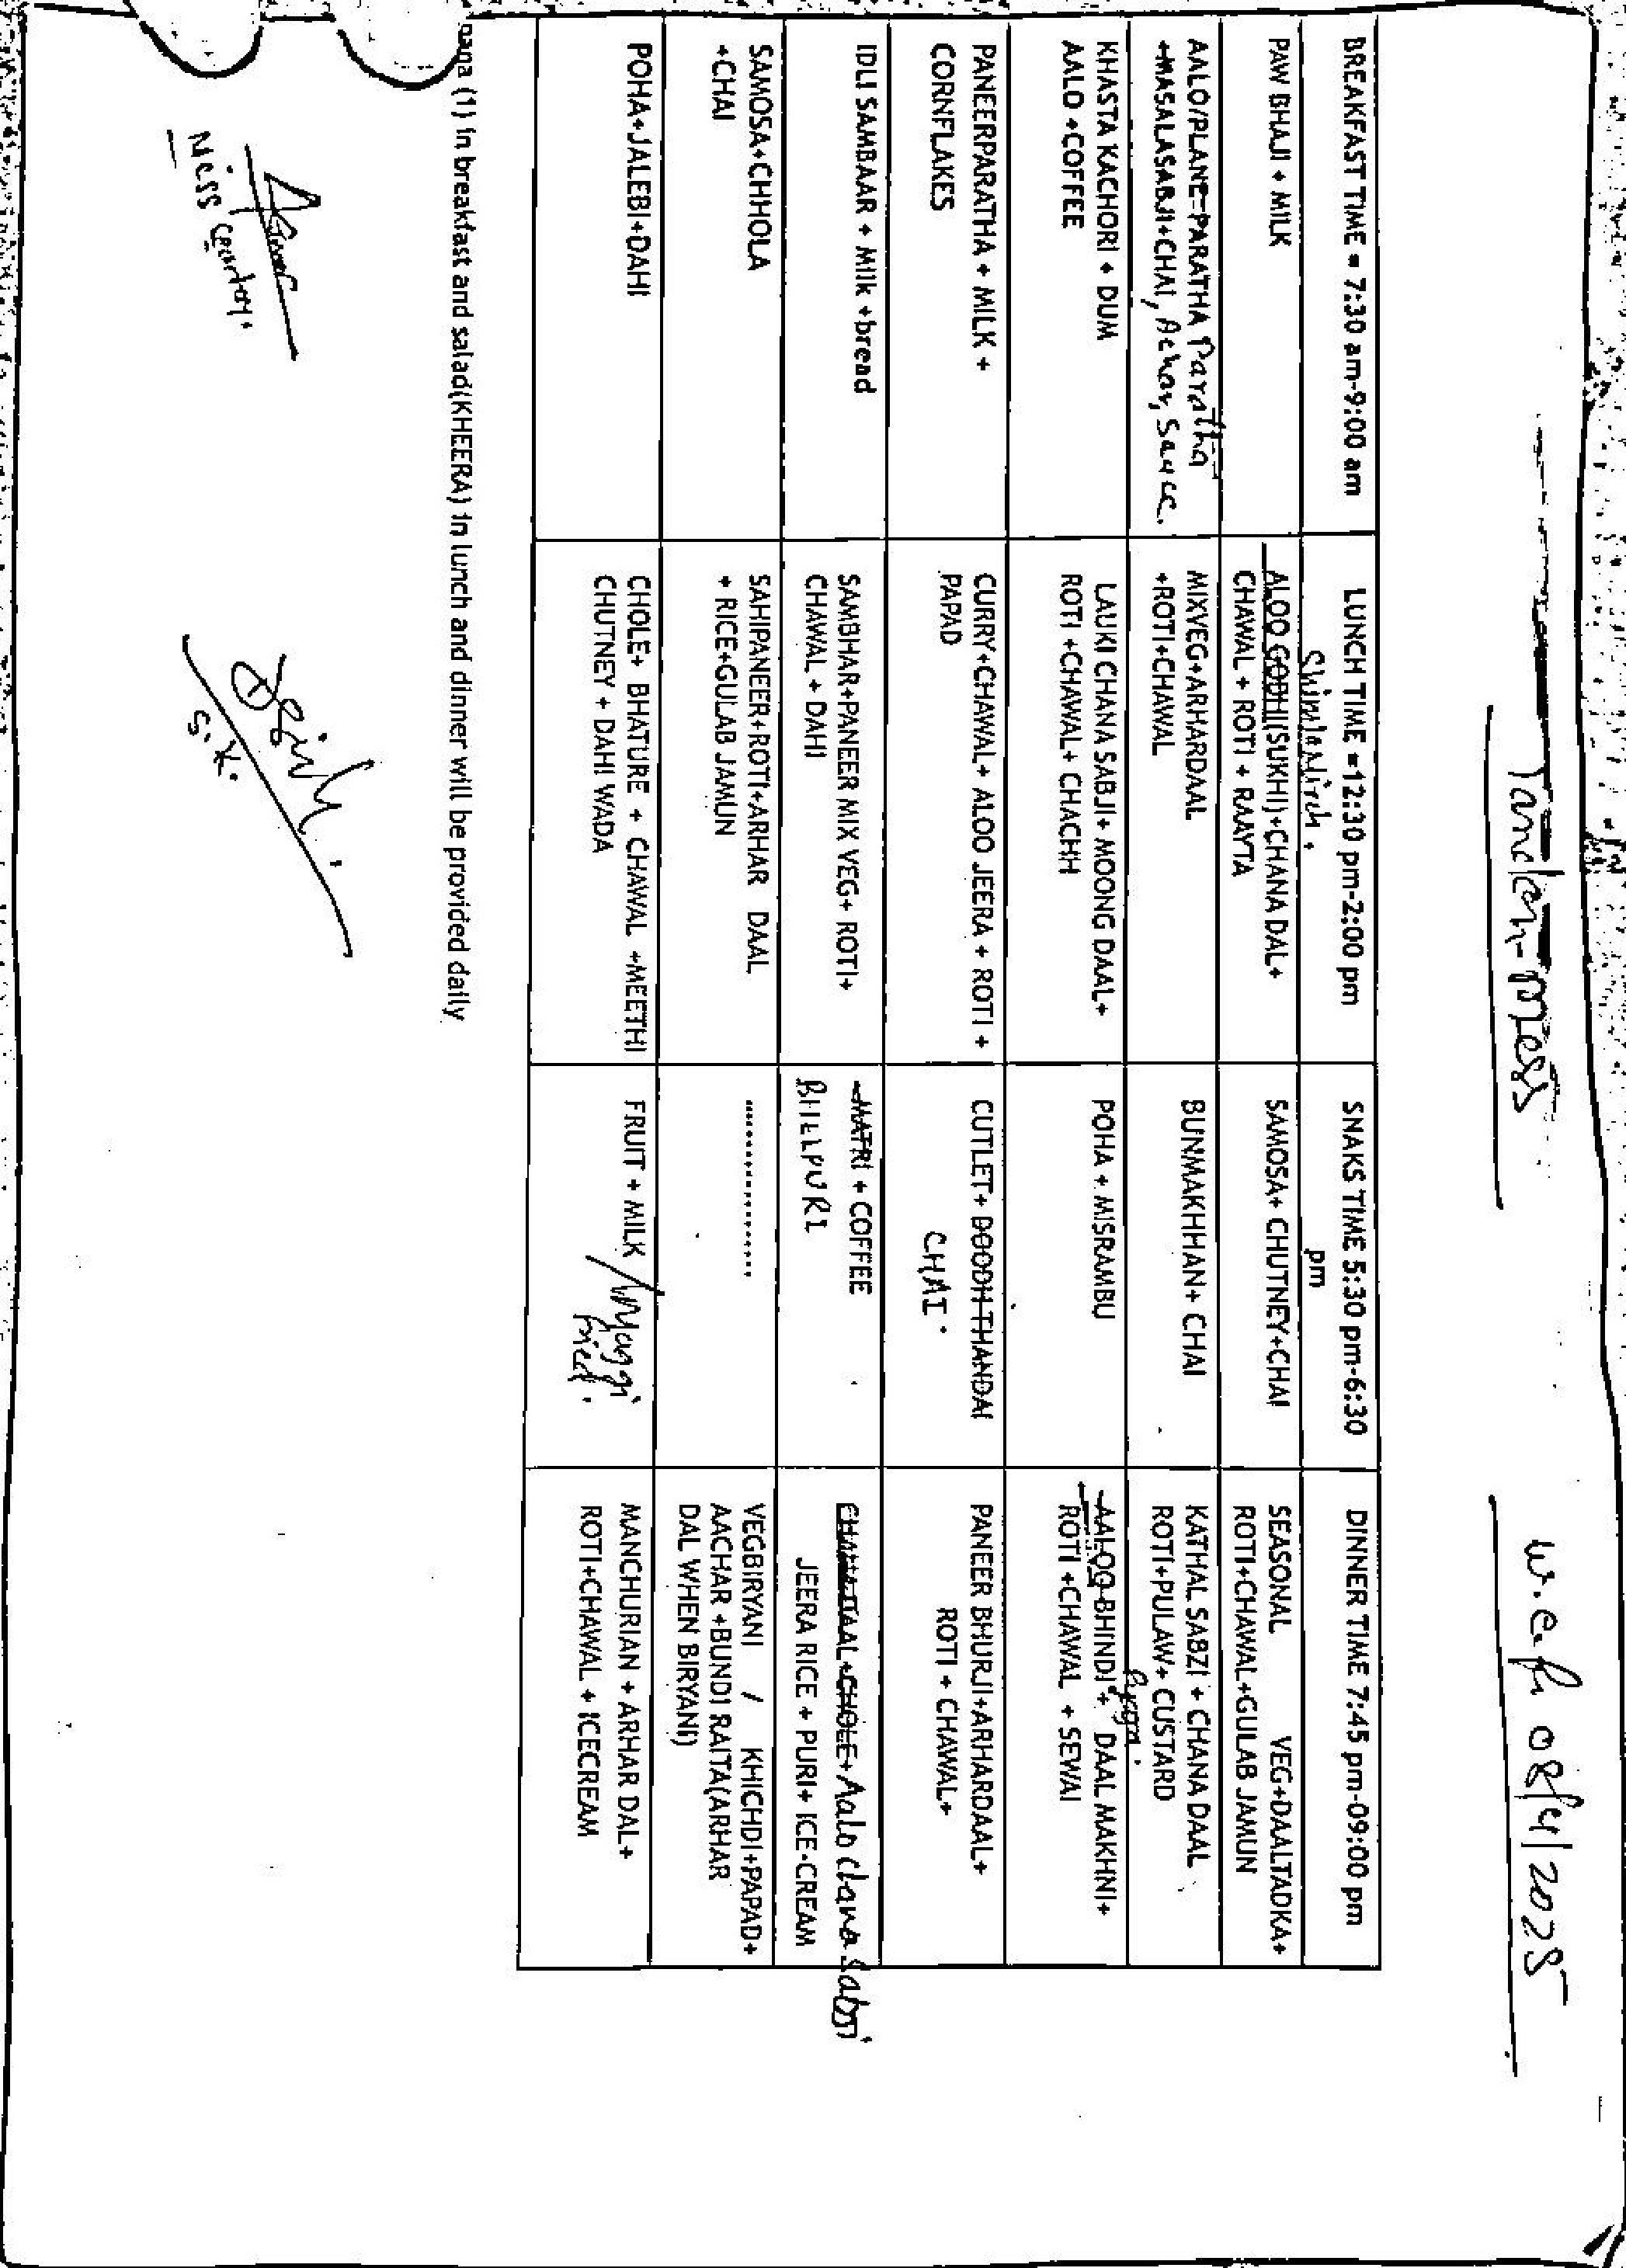 Tandon Mess
w.e.f. 08/4/2025
BREAKFAST TIME = 7:30 am-9:00 am
LUNCH TIME =12:30 pm-2:00 pm
SNAKS TIME 5:30 pm-6:30
pm
DINNER TIME 7:45 pm-09:00 pm
PAW BHAJI + MILK
Shimla Mirch.
ALOO GOBHI(SUKHI)+CHANA DAL+
CHAWAL + ROTI + RAAYTA
SAMOSA+ CHUTNEY+CHAI
SEASONAL VEG+DAALTADKA+
ROTI+CHAWAL+GULAB JAMUN
AALO/PLANE PARATHA Paratha
+MASALASABJI+CHAI, Achar, Sauce.
MIXVEG+ARHARDAAL
+ROTI+CHAWAL
BUNMAKHHAN+ CHAI
KATHAL SABZI + CHANA DAAL
ROTI+PULAW+ CUSTARD
KHASTA KACHORI + DUM
AALO +COFFEE
LAUKI CHANA SABJI+ MOONG DAAL+
ROTI +CHAWAL+ CHACHH
POHA + MISRAMBU
AALOO BHINDI + DAAL MAKHNI+
ROTI +CHAWAL + SEWAI
PANEERPARATHA + MILK +
CORNFLAKES
CURRY+CHAWAL+ ALOO JEERA + ROTI +
PAPAD
CUTLET+ DOODH THANDAI
CHAI
PANEER BHURJI+ARHARDAAL+
ROTI + CHAWAL+
IDLI SAMBAAR + Milk +bread
SAMBHAR+PANEER MIX VEG+ ROTI+
CHAWAL + DAHI
MATRI + COFFEE
BHELPURI
CHANA DAAL+CHOLE+ Aalo chana Sabji
JEERA RICE + PURI+ ICE-CREAM
SAMOSA+CHHOLA
+CHAI
SAHIPANEER+ROTI+ARHAR DAAL
+ RICE+GULAB JAMUN
..................
VEGBIRYANI / KHICHDI+PAPAD+
AACHAR +BUNDI RAITA(ARHAR
DAL WHEN BIRYANI)
POHA+JALEBI+DAHI
CHOLE+ BHATURE + CHAWAL +MEETHI
CHUTNEY + DAHI WADA
FRUIT + MILK / Maggi
fried.
MANCHURIAN + ARHAR DAL+
ROTI+CHAWAL + ICECREAM
nana (1) in breakfast and salad(KHEERA) in lunch and dinner will be provided daily
Mess
S.K.